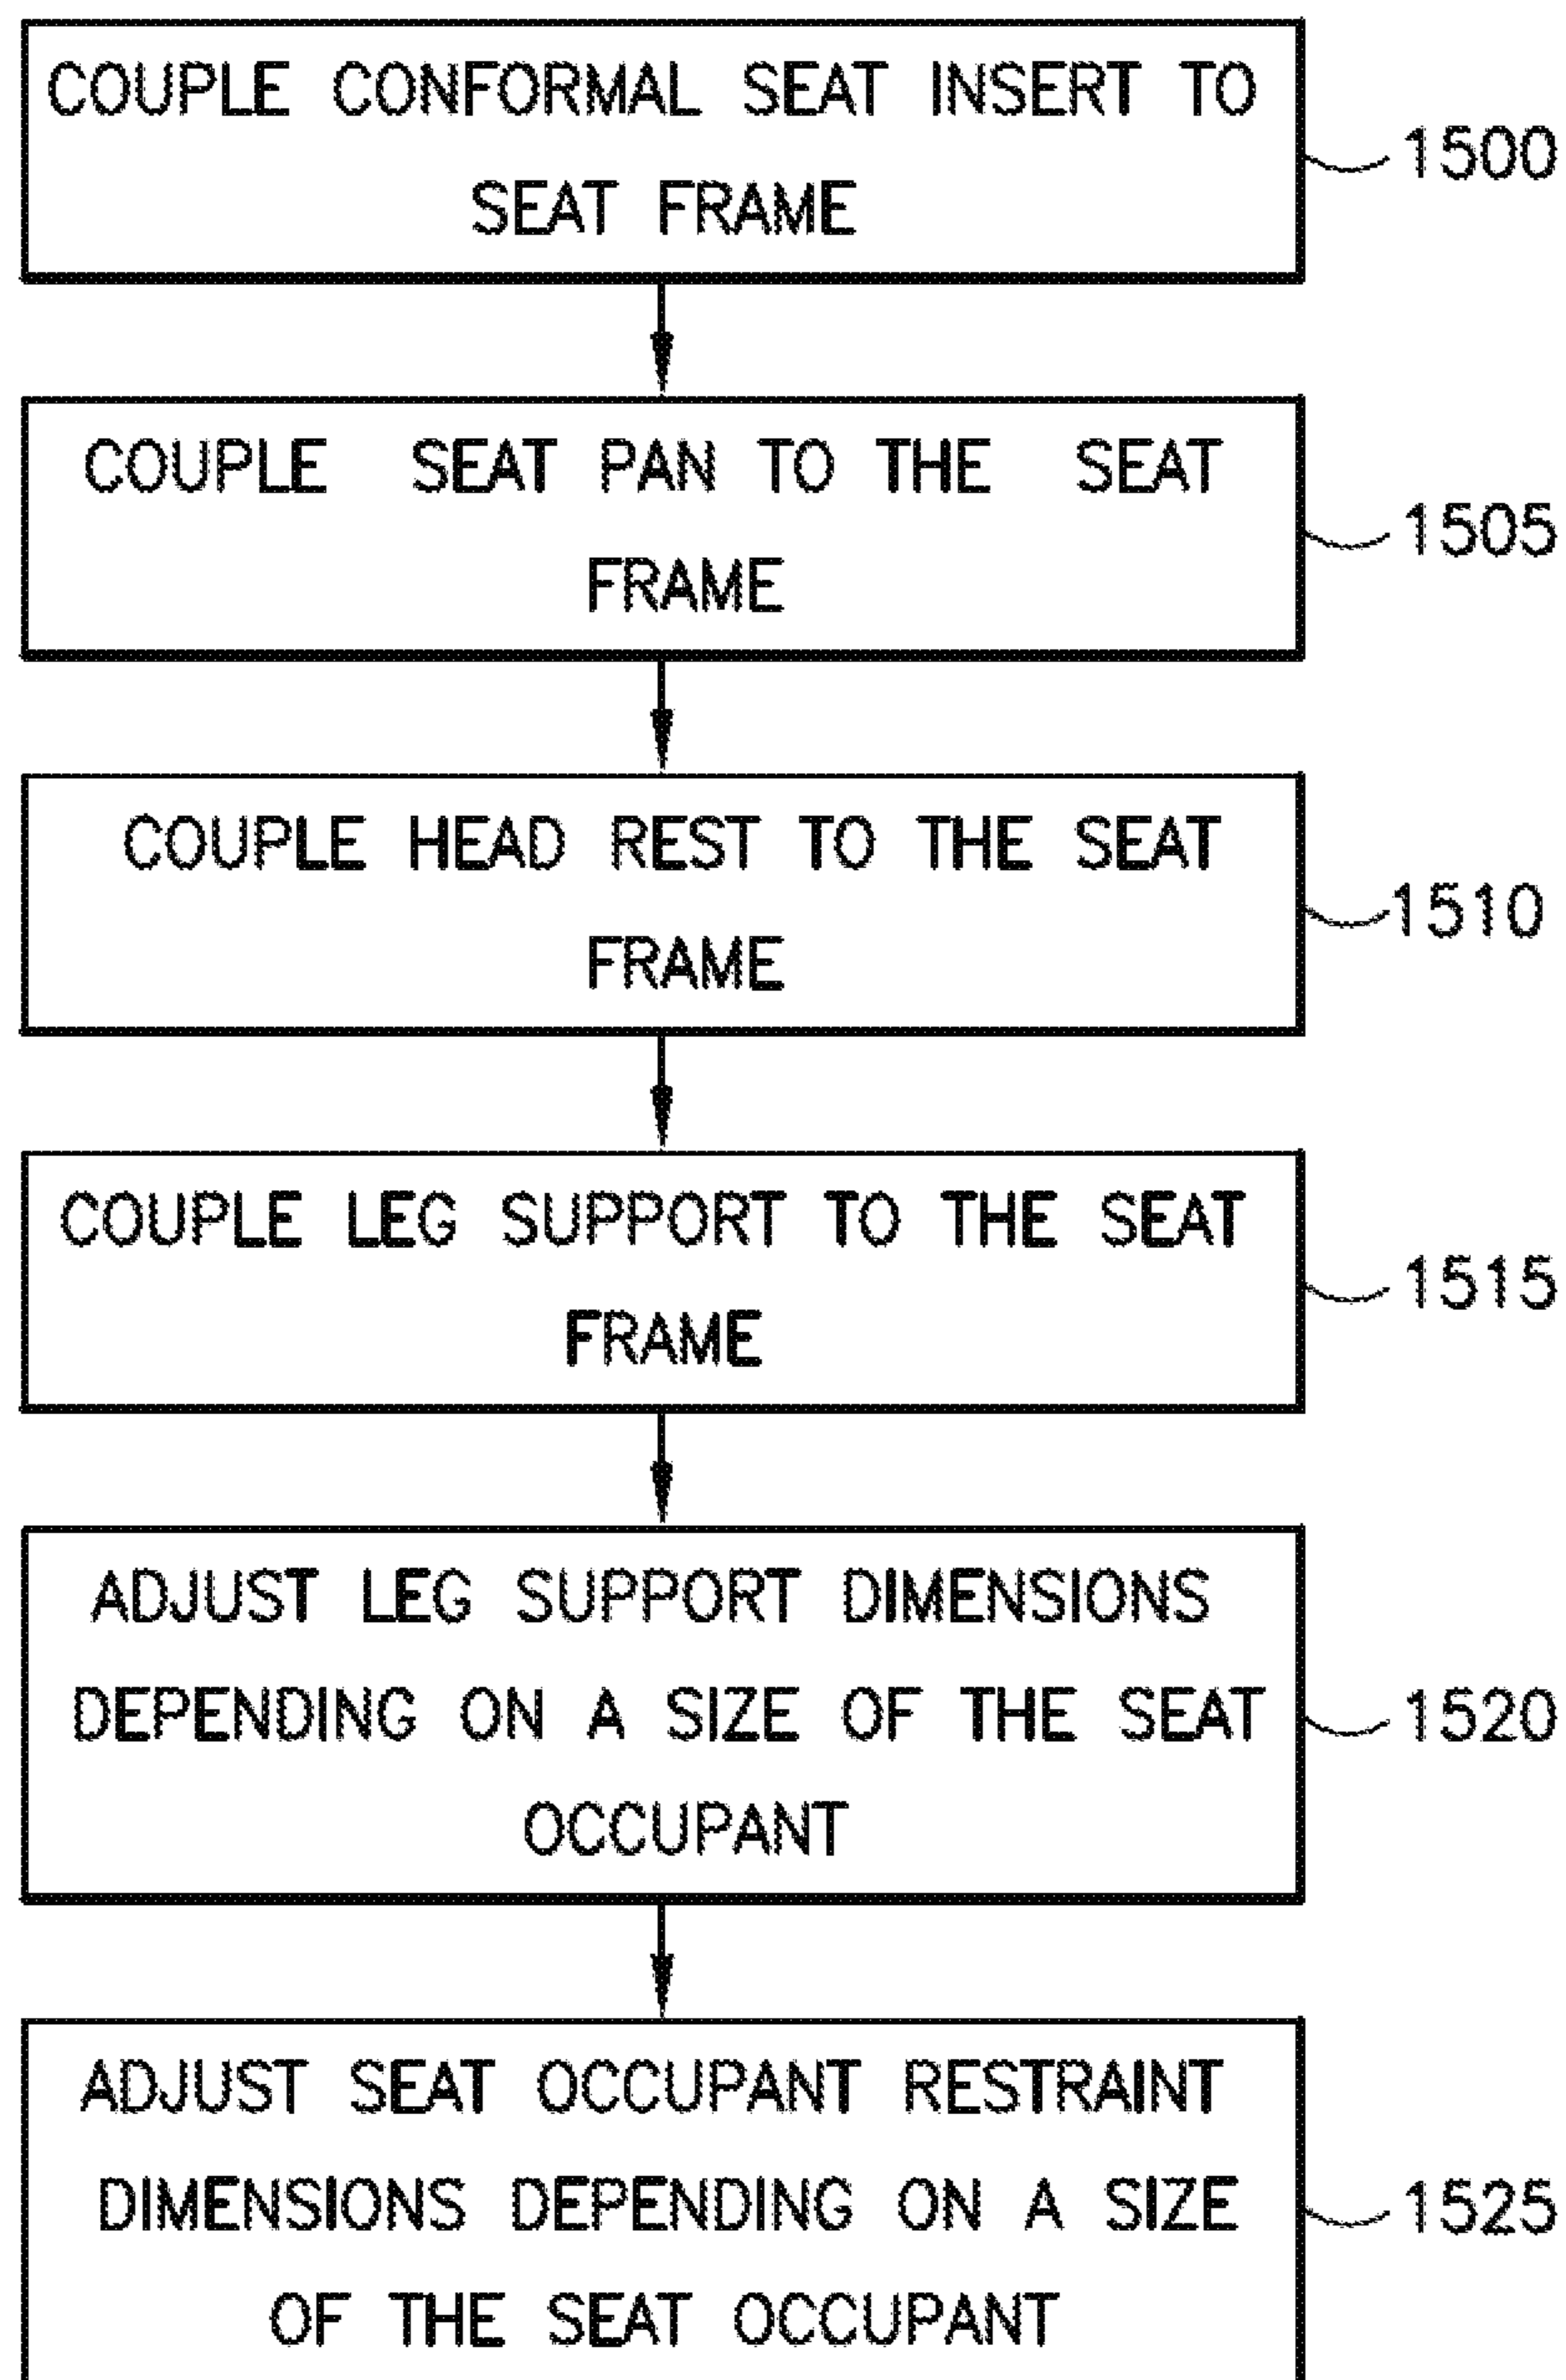 COUPLE CONFORMAL SEAT INSERT TO
SEAT FRAME
1500
COUPLE SEAT PAN TO THE SEAT
FRAME
1505
COUPLE HEAD REST TO THE SEAT
FRAME
1510
COUPLE LEG SUPPORT TO THE SEAT
FRAME
1515
ADJUST LEG SUPPORT DIMENSIONS
DEPENDING ON A SIZE OF THE SEAT
OCCUPANT
1520
ADJUST SEAT OCCUPANT RESTRAINT
DIMENSIONS DEPENDING ON A SIZE
OF THE SEAT OCCUPANT
1525